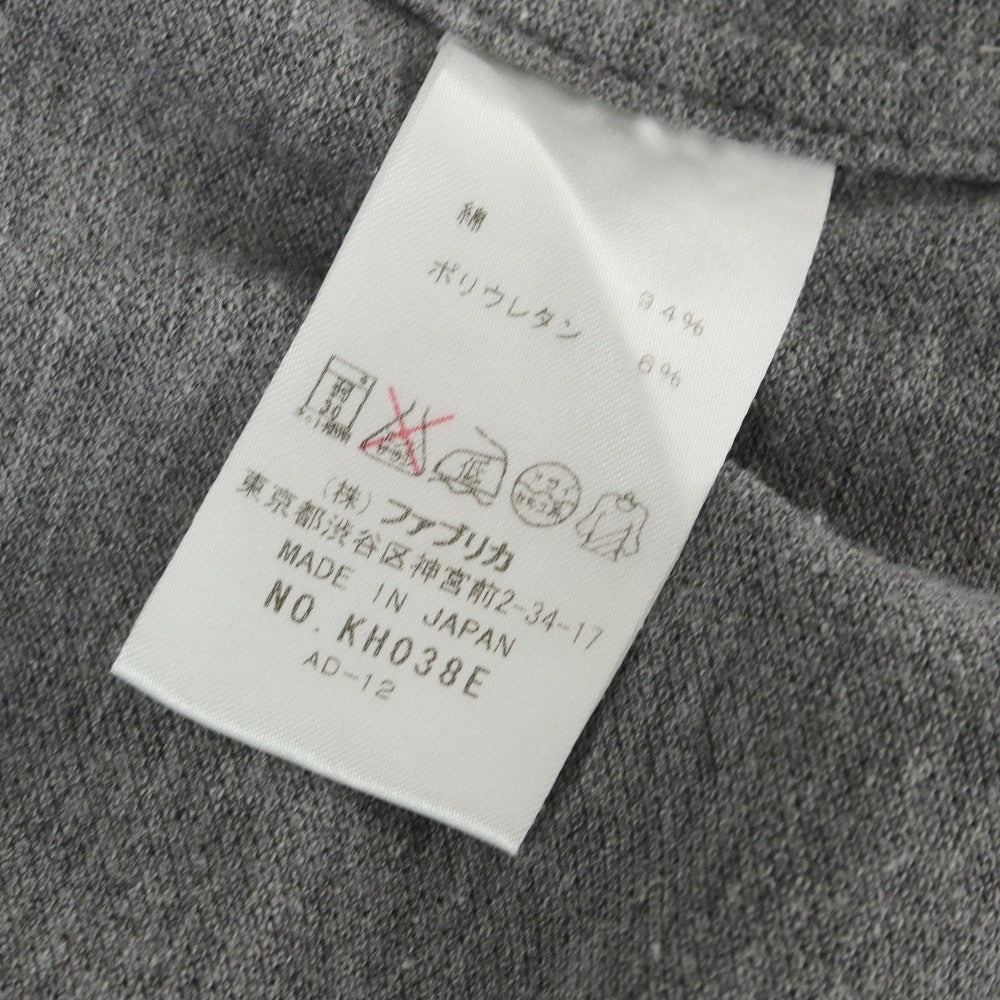 綿 94%
ポリウレタン 6%
低
(株)ファブリカ
東京都渋谷区神宮前2-34-17
MADE IN JAPAN
NO. KH038E
AD-12